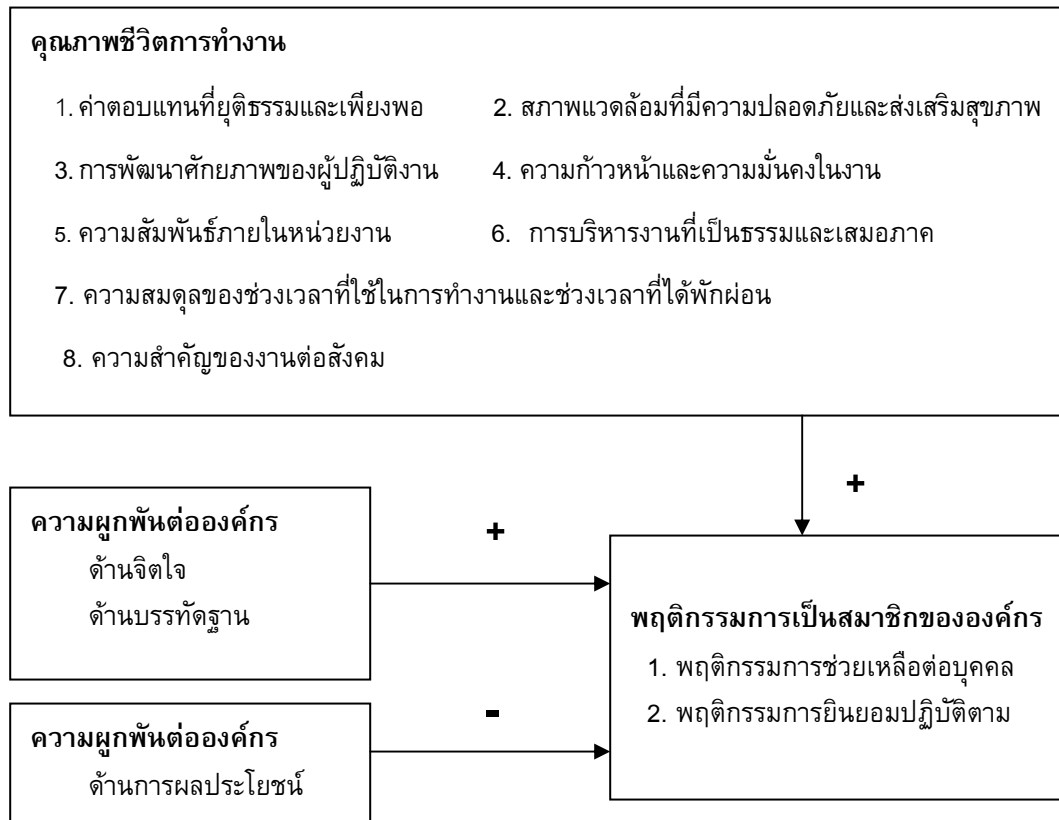 คุณภาพชีวิตการทำงาน
1. ค่าตอบแทนที่ยุติธรรมและเพียงพอ 2. สภาพแวดล้อมที่มีความปลอดภัยและส่งเสริมสุขภาพ
3. การพัฒนาศักยภาพของผู้ปฏิบัติงาน 4. ความก้าวหน้าและความมั่นคงในงาน
5. ความสัมพันธ์ภายในหน่วยงาน 6. การบริหารงานที่เป็นธรรมและเสมอภาค
7. ความสมดุลของช่วงเวลาที่ใช้ในการทำงานและช่วงเวลาที่ได้พักผ่อน
8. ความสำคัญของงานต่อสังคม
+
ความผูกพันต่อองค์กร
ด้านจิตใจ
ด้านบรรทัดฐาน
+
พฤติกรรมการเป็นสมาชิกขององค์กร
1. พฤติกรรมการช่วยเหลือต่อบุคคล
2. พฤติกรรมการยินยอมปฏิบัติตาม
-
ความผูกพันต่อองค์กร
ด้านการผลประโยชน์